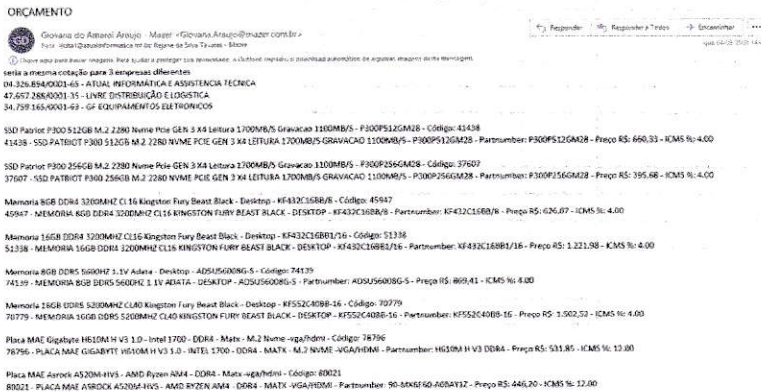 ORÇAMENTO
Responder Responder a Todos Encaminhar ...
GD
Giovana do Amaral Araujo - Mazer <Giovana.Araujo@mazer.com.br>
Para Regiane da Silva Tavares - Mazer
seria a mesma cotação para 3 empresas diferentes
04.326.894/0001-65 - ATUAL INFORMÁTICA E ASSISTENCIA TECNICA
47.657.288/0001-35 - LIVRE DISTRIBUIÇÃO E LOGISTICA
34.759.165/0001-63 - GF EQUIPAMENTOS ELETRONICOS
SSD Patriot P300 512GB M.2 2280 Nvme Pcie GEN 3 X4 Leitura 1700MB/S Gravacao 1100MB/S - P300P512GM28 - Código: 41438
41438 - SSD PATRIOT P300 512GB M.2 2280 NVME PCIE GEN 3 X4 LEITURA 1700MB/S GRAVACAO 1100MB/S - P300P512GM28 - Partnumber: P300P512GM28 - Preço R$: 660,33 - ICMS %: 4.00
SSD Patriot P300 256GB M.2 2280 Nvme Pcie GEN 3 X4 Leitura 1700MB/S Gravacao 1100MB/S - P300P256GM28 - Código: 37607
37607 - SSD PATRIOT P300 256GB M.2 2280 NVME PCIE GEN 3 X4 LEITURA 1700MB/S GRAVACAO 1100MB/S - P300P256GM28 - Partnumber: P300P256GM28 - Preço R$: 395,68 - ICMS %: 4.00
Memoria 8GB DDR4 3200MHZ CL16 Kingston Fury Beast Black - Desktop - KF432C16BB/8 - Código: 45947
45947 - MEMORIA 8GB DDR4 3200MHZ CL16 KINGSTON FURY BEAST BLACK - DESKTOP - KF432C16BB/8 - Partnumber: KF432C16BB/8 - Preço R$: 626,07 - ICMS %: 4.00
Memoria 16GB DDR4 3200MHZ CL16 Kingston Fury Beast Black - Desktop - KF432C16BB1/16 - Código: 51338
51338 - MEMORIA 16GB DDR4 3200MHZ CL16 KINGSTON FURY BEAST BLACK - DESKTOP - KF432C16BB1/16 - Partnumber: KF432C16BB1/16 - Preço R$: 1.221,98 - ICMS %: 4.00
Memoria 8GB DDR5 5600HZ 1.1V Adata - Desktop - AD5U56008G-S - Código: 74139
74139 - MEMORIA 8GB DDR5 5600HZ 1.1V ADATA - DESKTOP - AD5U56008G-S - Partnumber: AD5U56008G-S - Preço R$: 869,41 - ICMS %: 4.00
Memoria 16GB DDR5 5200MHZ CL40 Kingston Fury Beast Black - Desktop - KF552C40BB-16 - Código: 70779
70779 - MEMORIA 16GB DDR5 5200MHZ CL40 KINGSTON FURY BEAST BLACK - DESKTOP - KF552C40BB-16 - Partnumber: KF552C40BB-16 - Preço R$: 1.502,52 - ICMS %: 4.00
Placa MAE Gigabyte H610M H V3 1.0 - Intel 1700 - DDR4 - Matx - M.2 Nvme -vga/hdmi - Código: 78796
78796 - PLACA MAE GIGABYTE H610M H V3 1.0 - INTEL 1700 - DDR4 - MATX - M.2 NVME -VGA/HDMI - Partnumber: H610M H V3 DDR4 - Preço R$: 531,85 - ICMS %: 12.00
Placa MAE Asrock A520M-HVS - AMD Ryzen AM4 - DDR4 - Matx -vga/hdmi - Código: 80021
80021 - PLACA MAE ASROCK A520M-HVS - AMD RYZEN AM4 - DDR4 - MATX -VGA/HDMI - Partnumber: 90-MXBE60-A0BAY3Z - Preço R$: 446,20 - ICMS %: 12.00